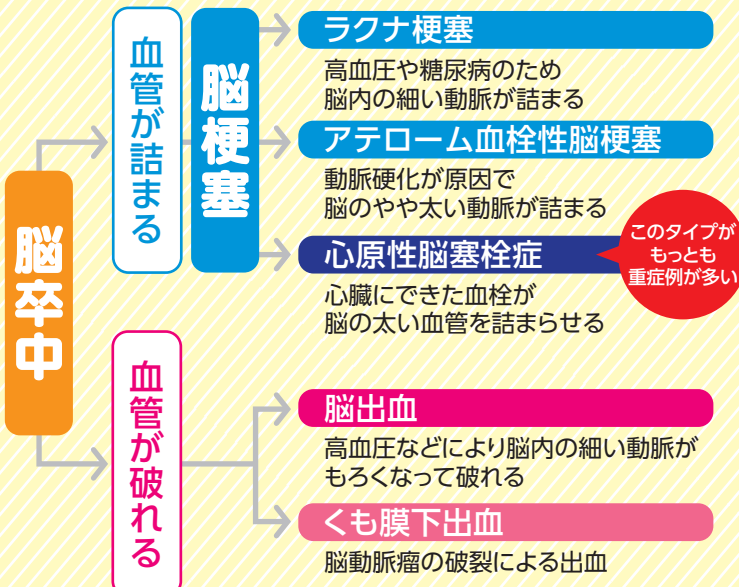 脳卒中
血管が詰まる
脳梗塞
ラクナ梗塞
高血圧や糖尿病のため
脳内の細い動脈が詰まる
アテローム血栓性脳梗塞
動脈硬化が原因で
脳のやや太い動脈が詰まる
心原性脳塞栓症
このタイプが
もっとも
重症例が多い
心臓にできた血栓が
脳の太い血管を詰まらせる
血管が破れる
脳出血
高血圧などにより脳内の細い動脈が
もろくなって破れる
くも膜下出血
脳動脈瘤の破裂による出血